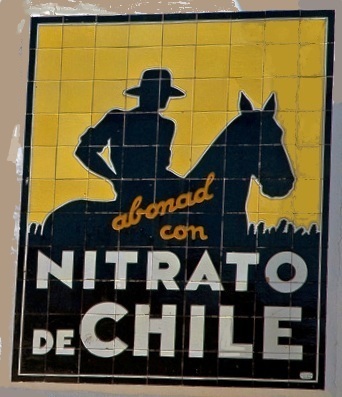 abonad
con
NITRATO
DE CHILE